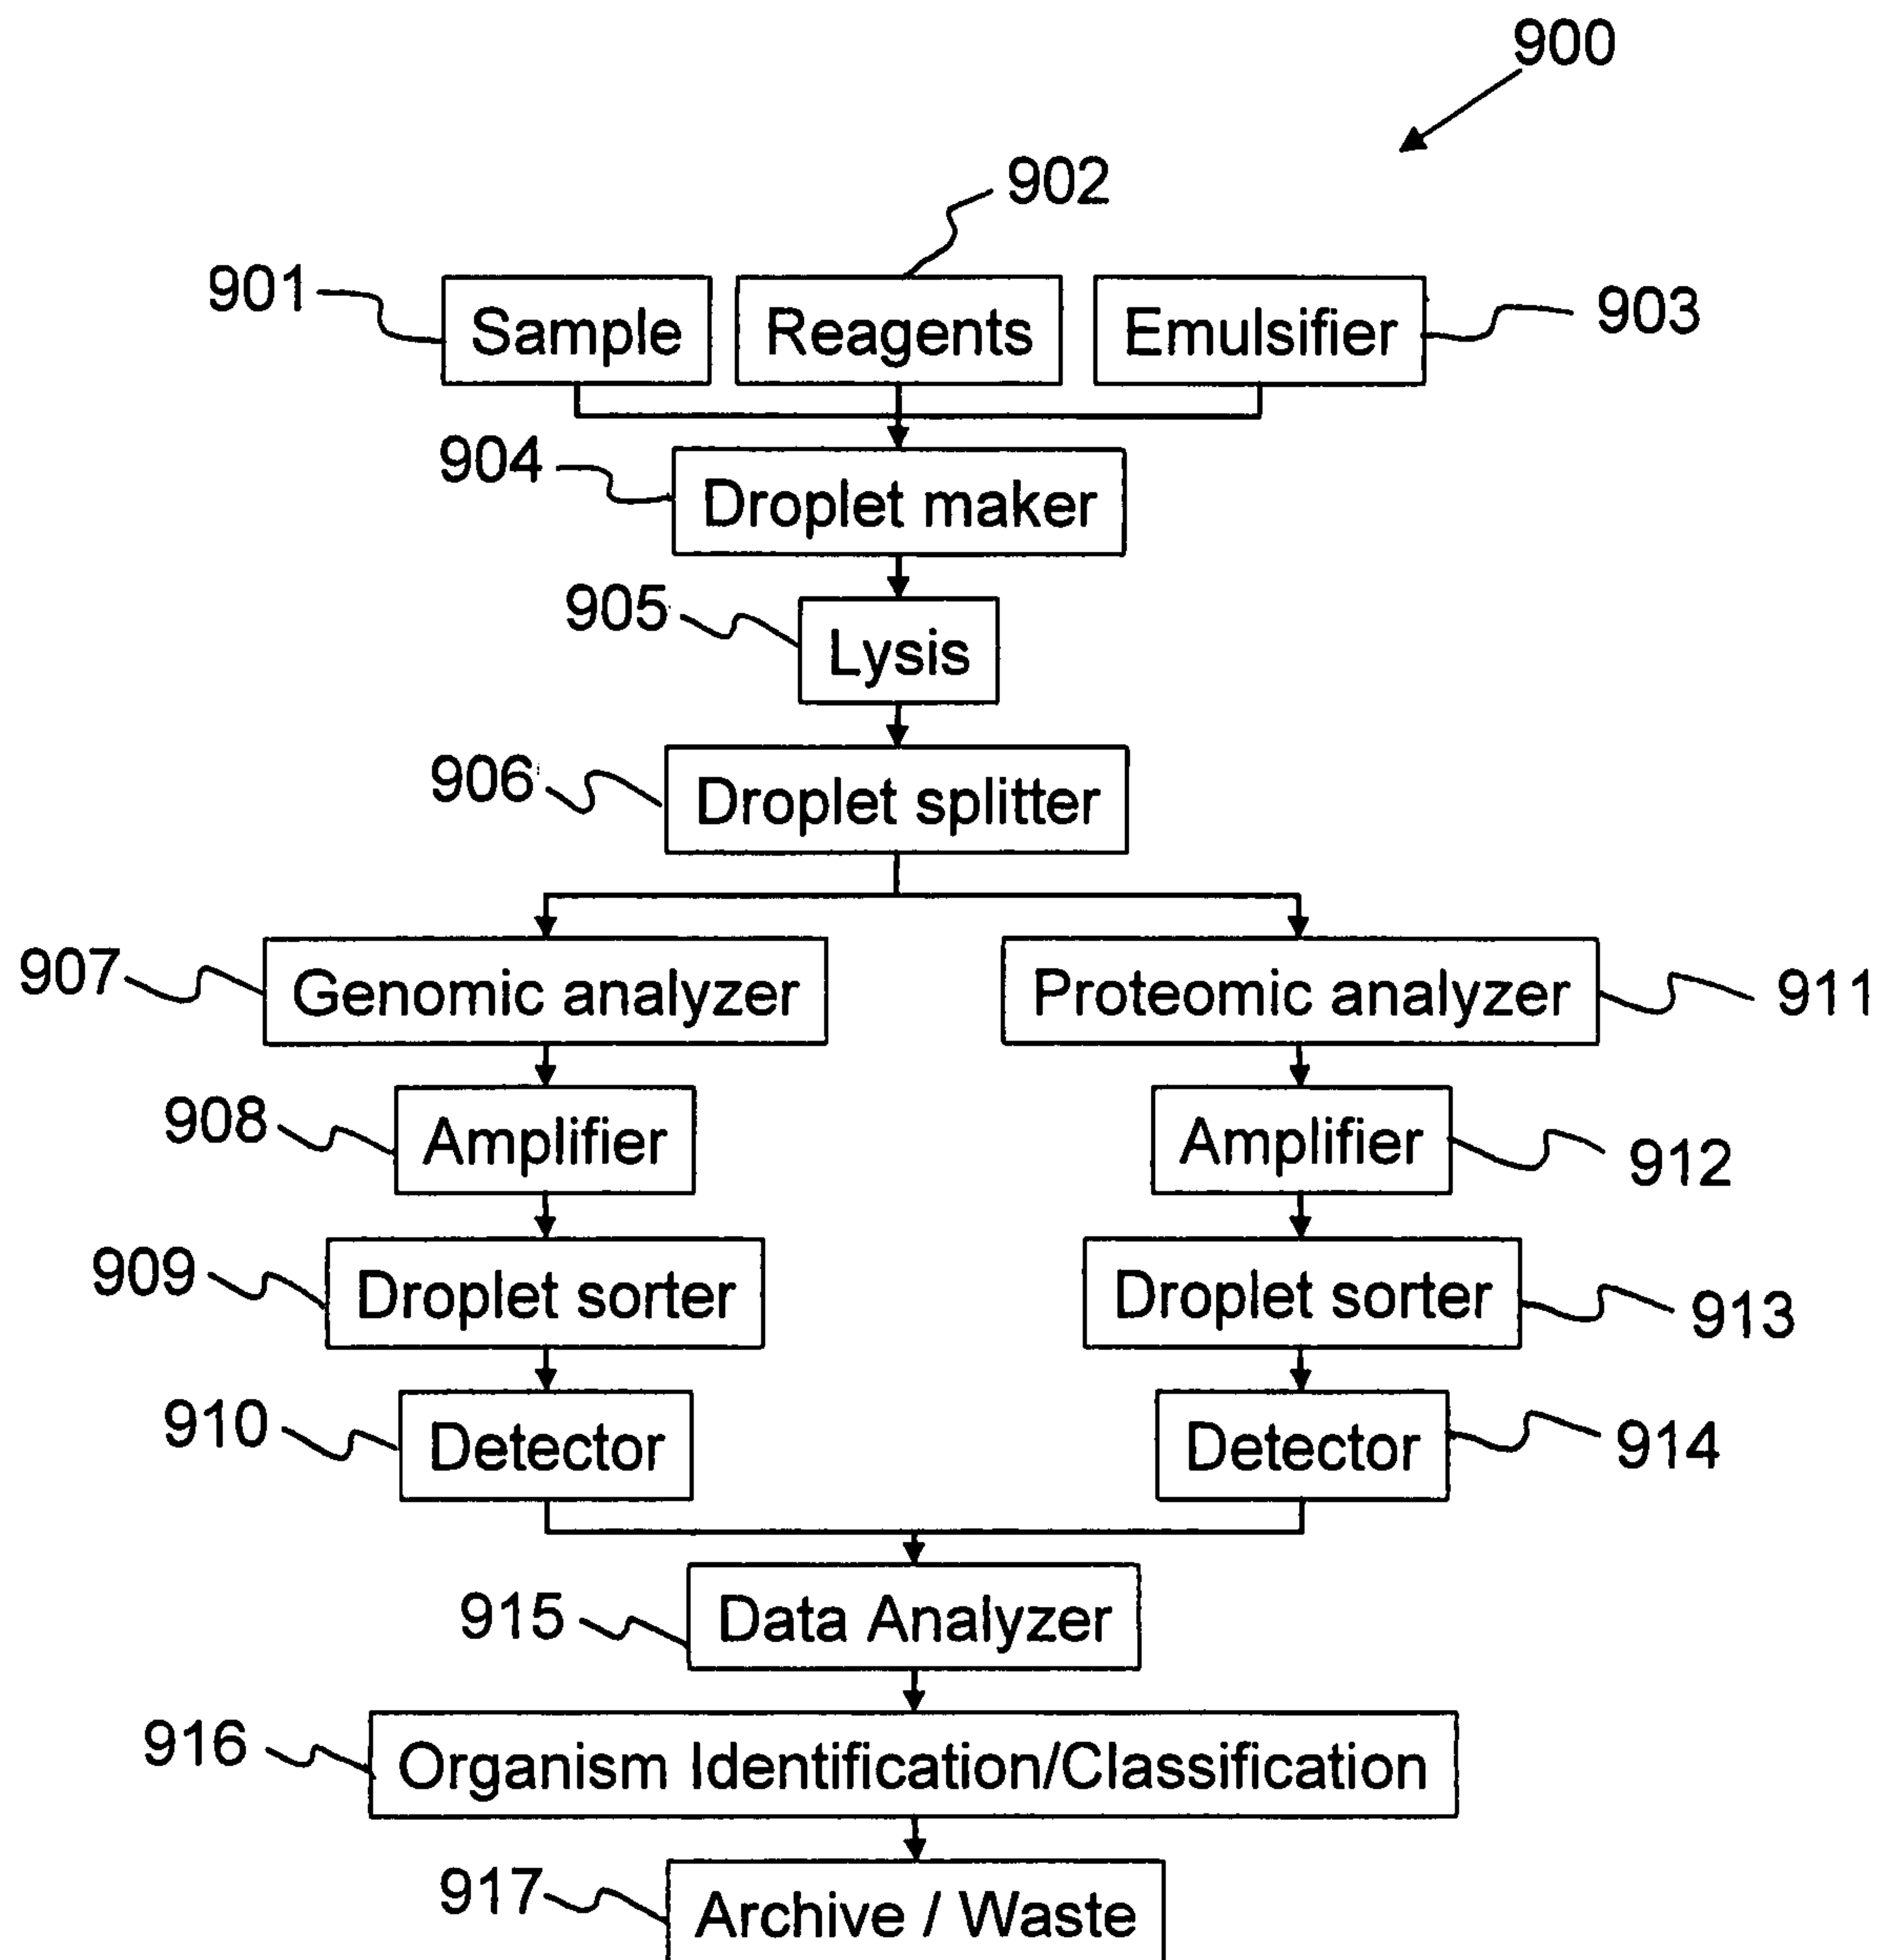 900
902
901 Sample Reagents Emulsifier 903
904 Droplet maker
905 Lysis
906 Droplet splitter
907 Genomic analyzer Proteomic analyzer 911
908 Amplifier Amplifier 912
909 Droplet sorter Droplet sorter 913
910 Detector Detector 914
915 Data Analyzer
916 Organism Identification/Classification
917 Archive / Waste